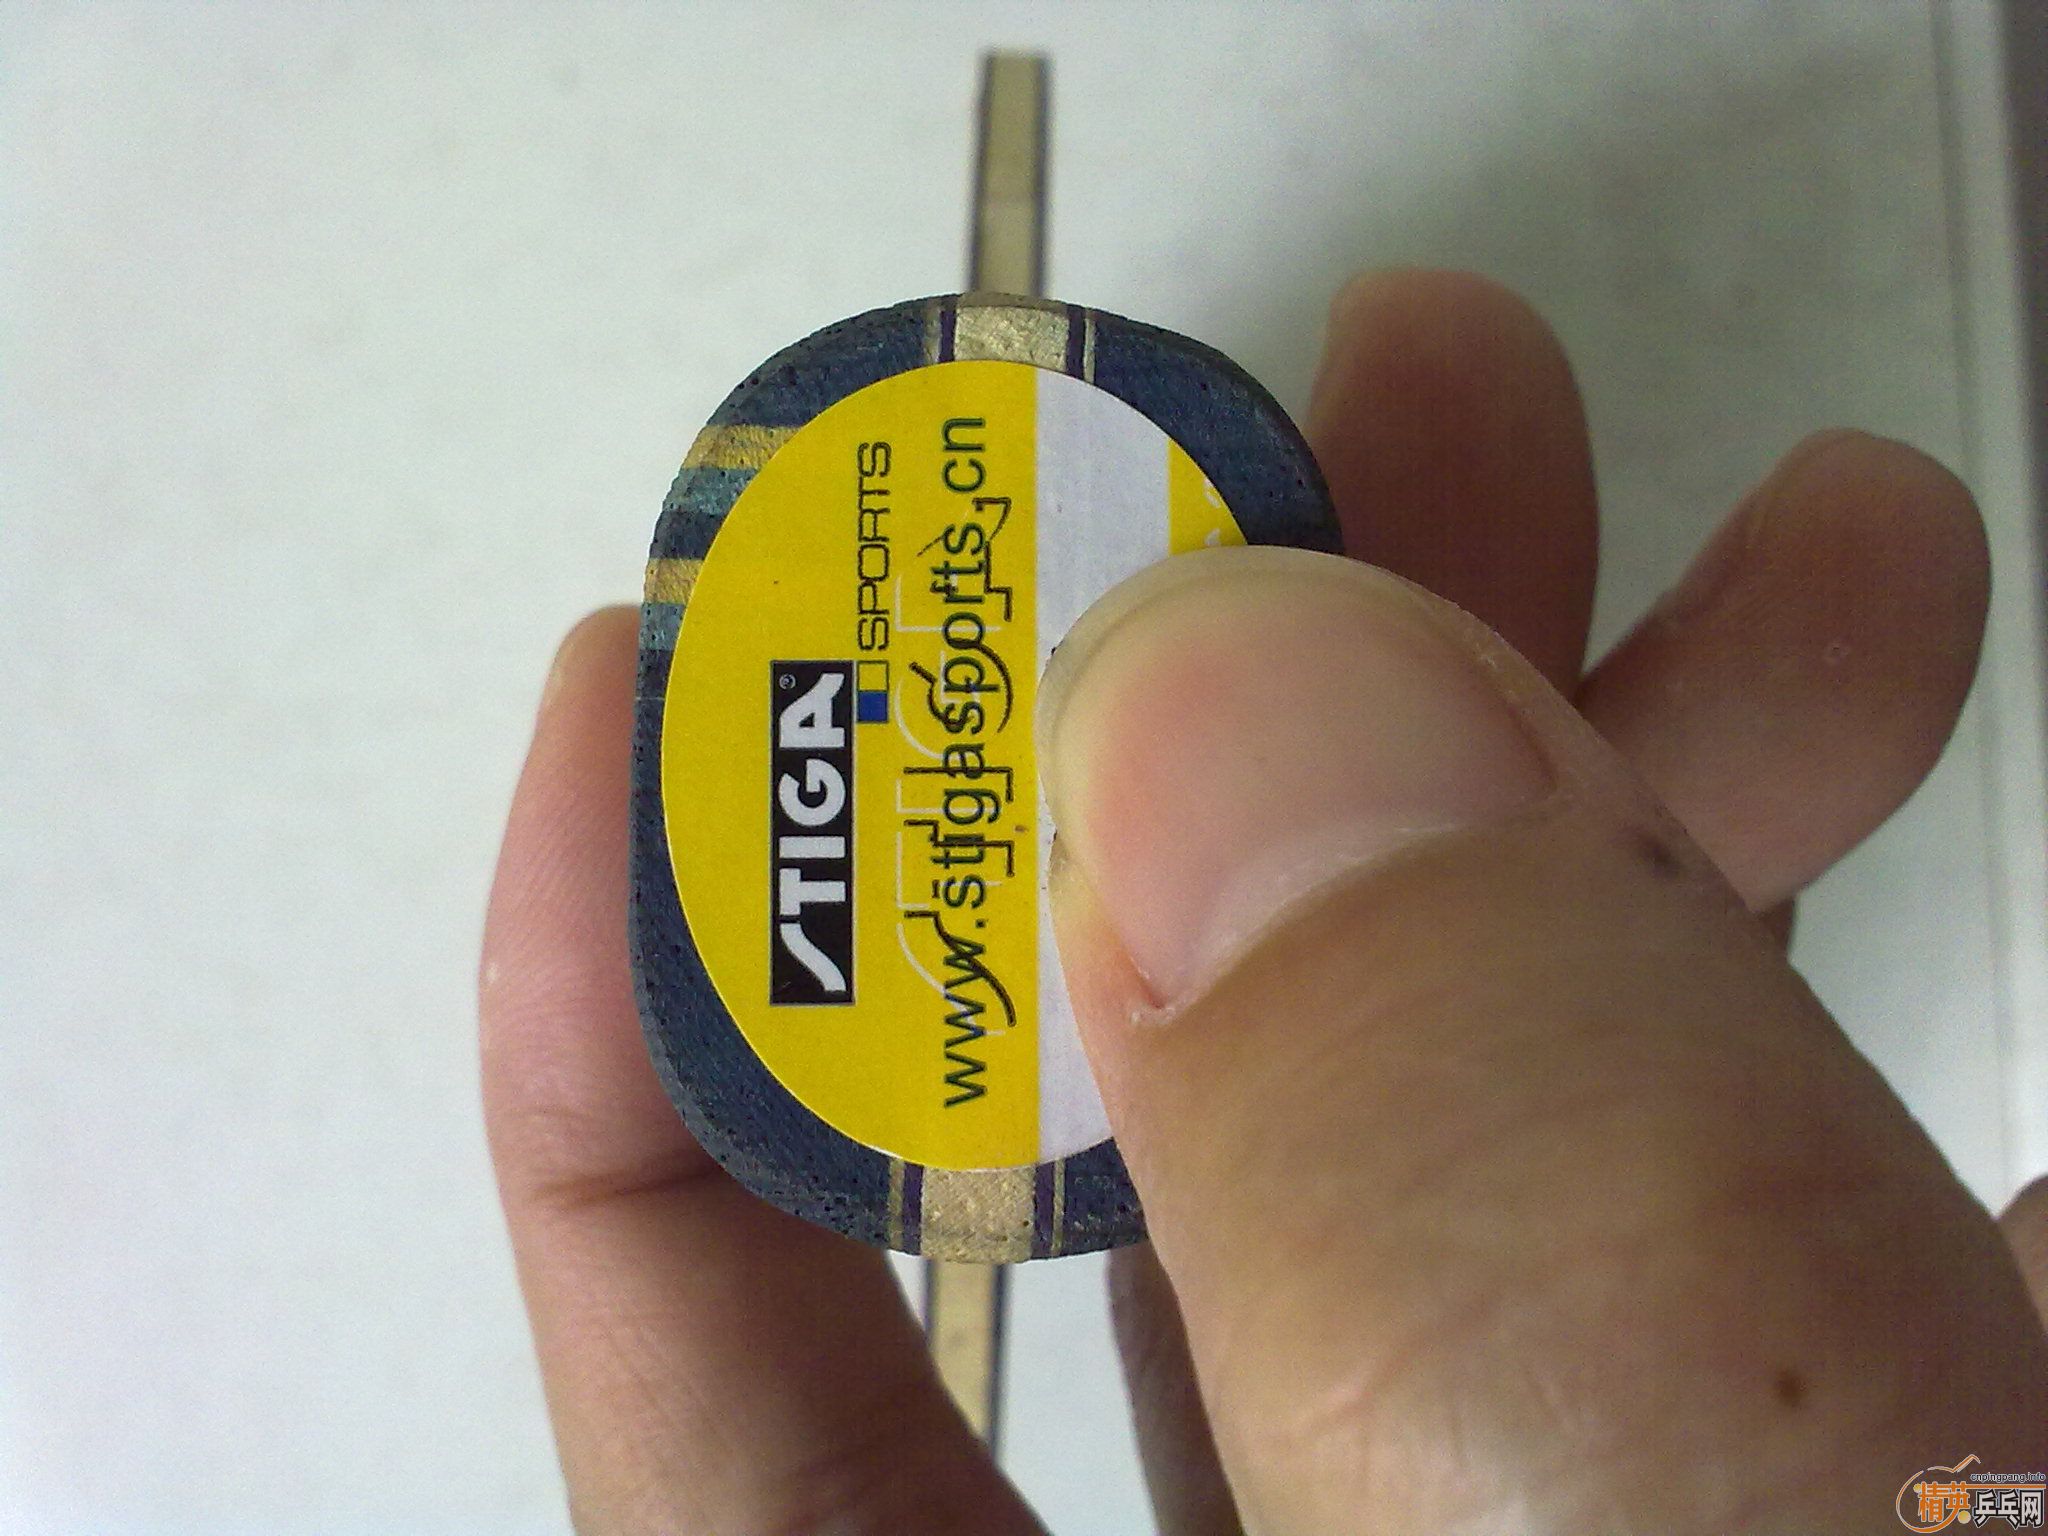 STIGA®
SPORTS
www.stigasports.cn
cnpingpang.info
精英乒乓网